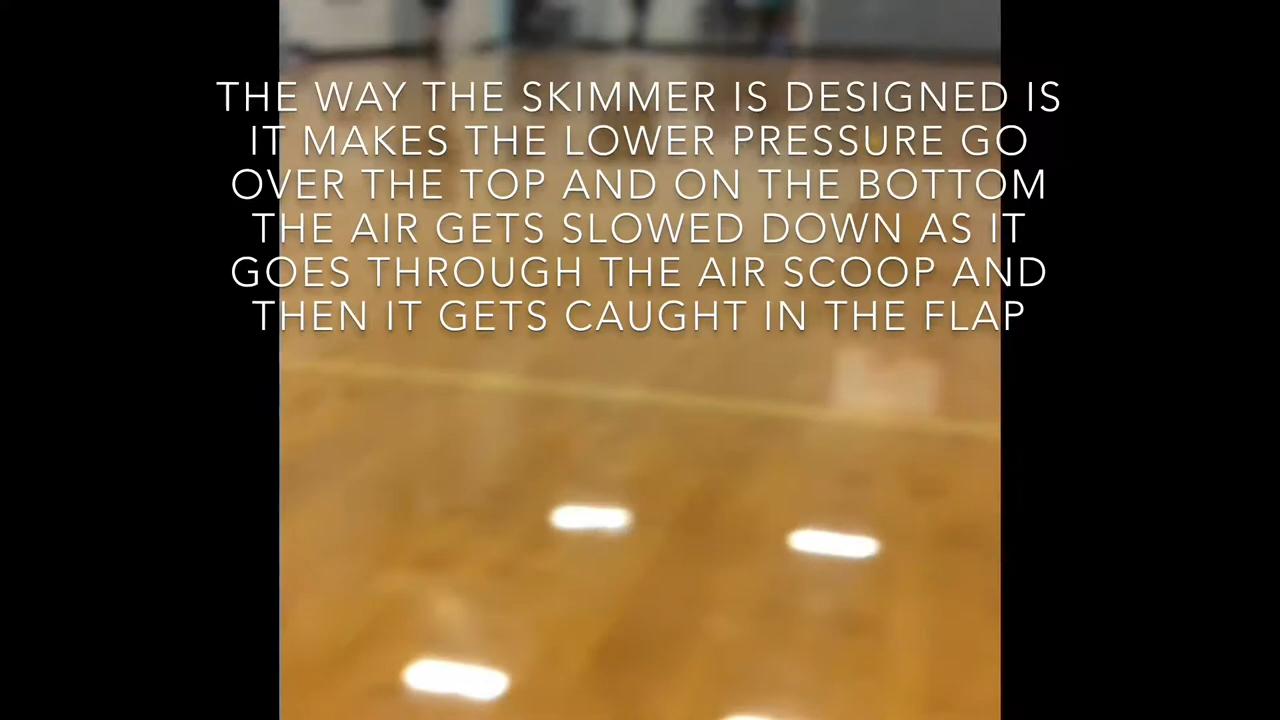 THE WAY THE SKIMMER IS DESIGNED IS
IT MAKES THE LOWER PRESSURE GO
OVER THE TOP AND ON THE BOTTOM
THE AIR GETS SLOWED DOWN AS IT
GOES THROUGH THE AIR SCOOP AND
THEN IT GETS CAUGHT IN THE FLAP